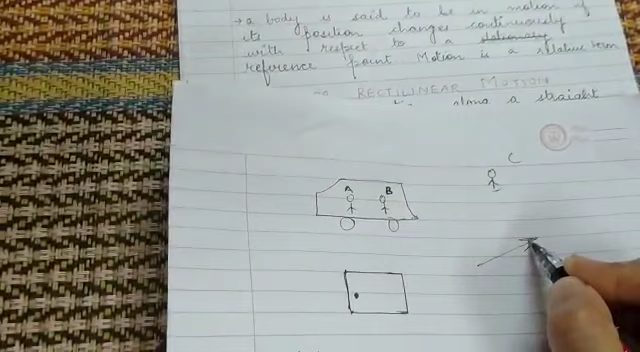 → a body is said to be in motion if
its position changes continuously
with respect to a stationary
reference point. Motion is a relative term
RECTILINEAR MOTION
along a straight
C
A B